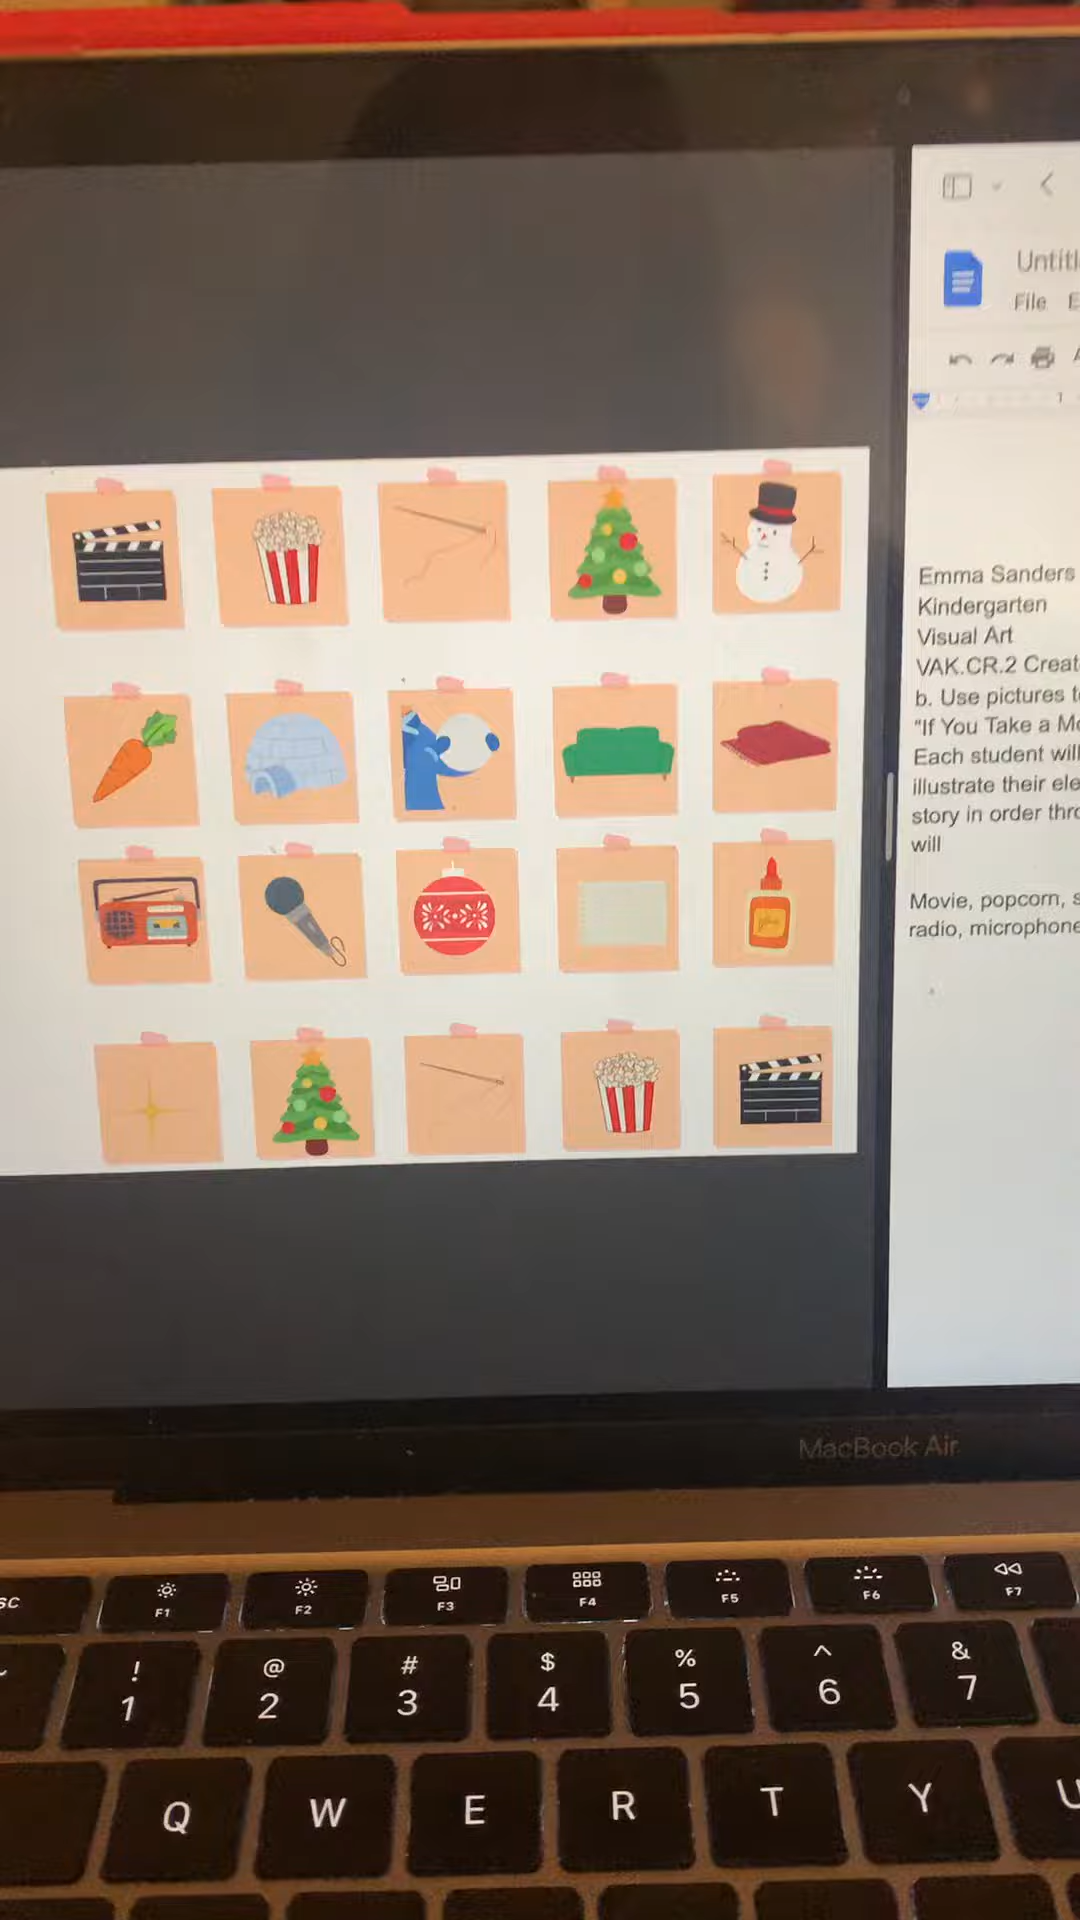 Untitl
File E
1
Emma Sanders
Kindergarten
Visual Art
VAK.CR.2 Creat
b. Use pictures t
"If You Take a Mo
Each student will
illustrate their ele
story in order thro
will
Movie, popcorn, s
radio, microphone
MacBook Air
F1 F2 F3 F4 F5 F6 F7
! @ # $ % ^ &
1 2 3 4 5 6 7
Q W E R T Y U